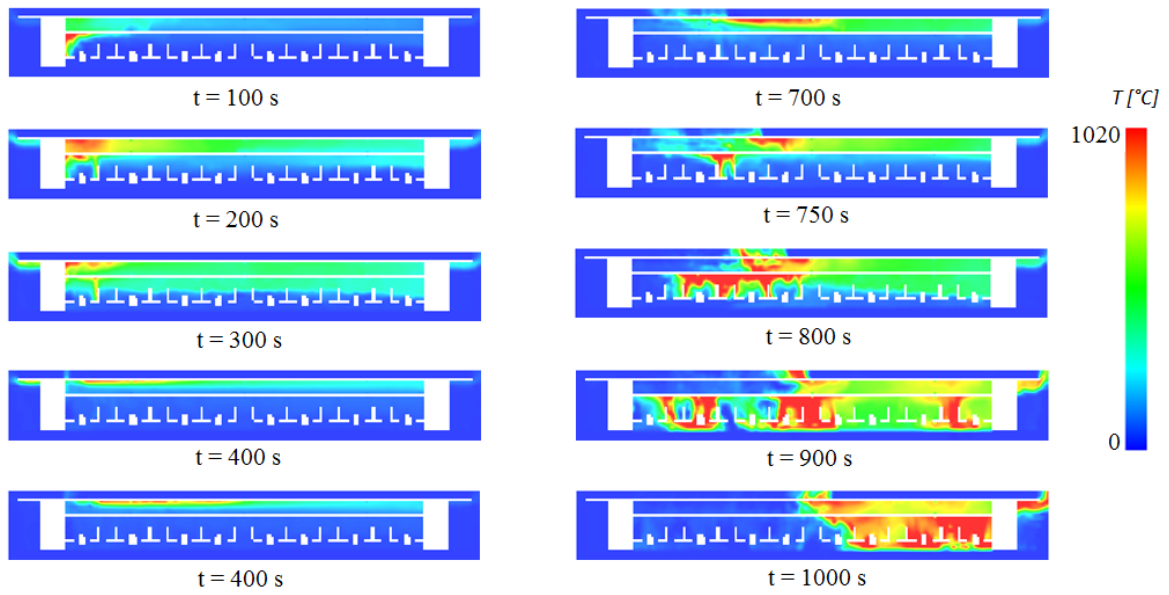 t = 100 s
t = 200 s
t = 300 s
t = 400 s
t = 400 s
t = 700 s
t = 750 s
t = 800 s
t = 900 s
t = 1000 s
T [°C]
1020
0